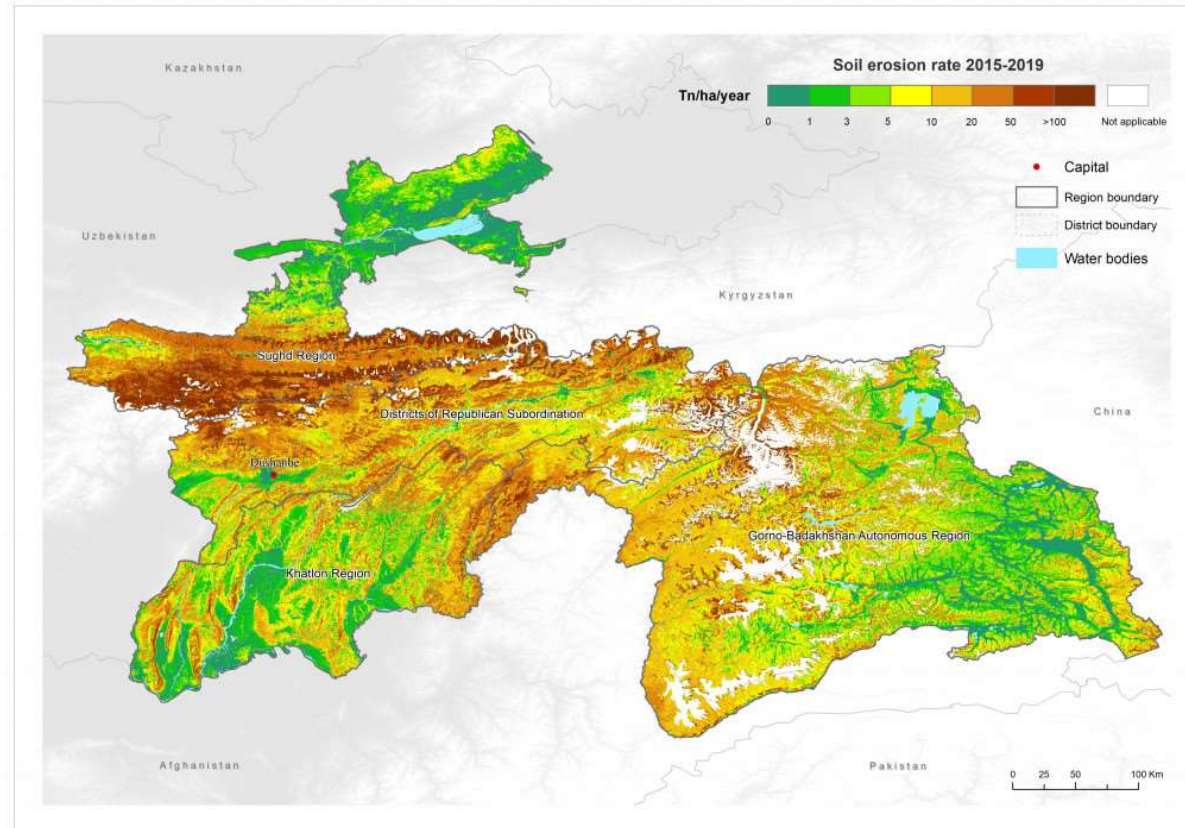 Kazakhstan
Soil erosion rate 2015-2019
Tn/ha/year
0 1 3 5 10 20 50 >100 Not applicable
Capital
Region boundary
District boundary
Water bodies
Uzbekistan
Kyrgyzstan
Sughd Region
Districts of Republican Subordination
China
Dushanbe
Gorno-Badakhshan Autonomous Region
Khatlon Region
Afghanistan
Pakistan
0 25 50 100 Km